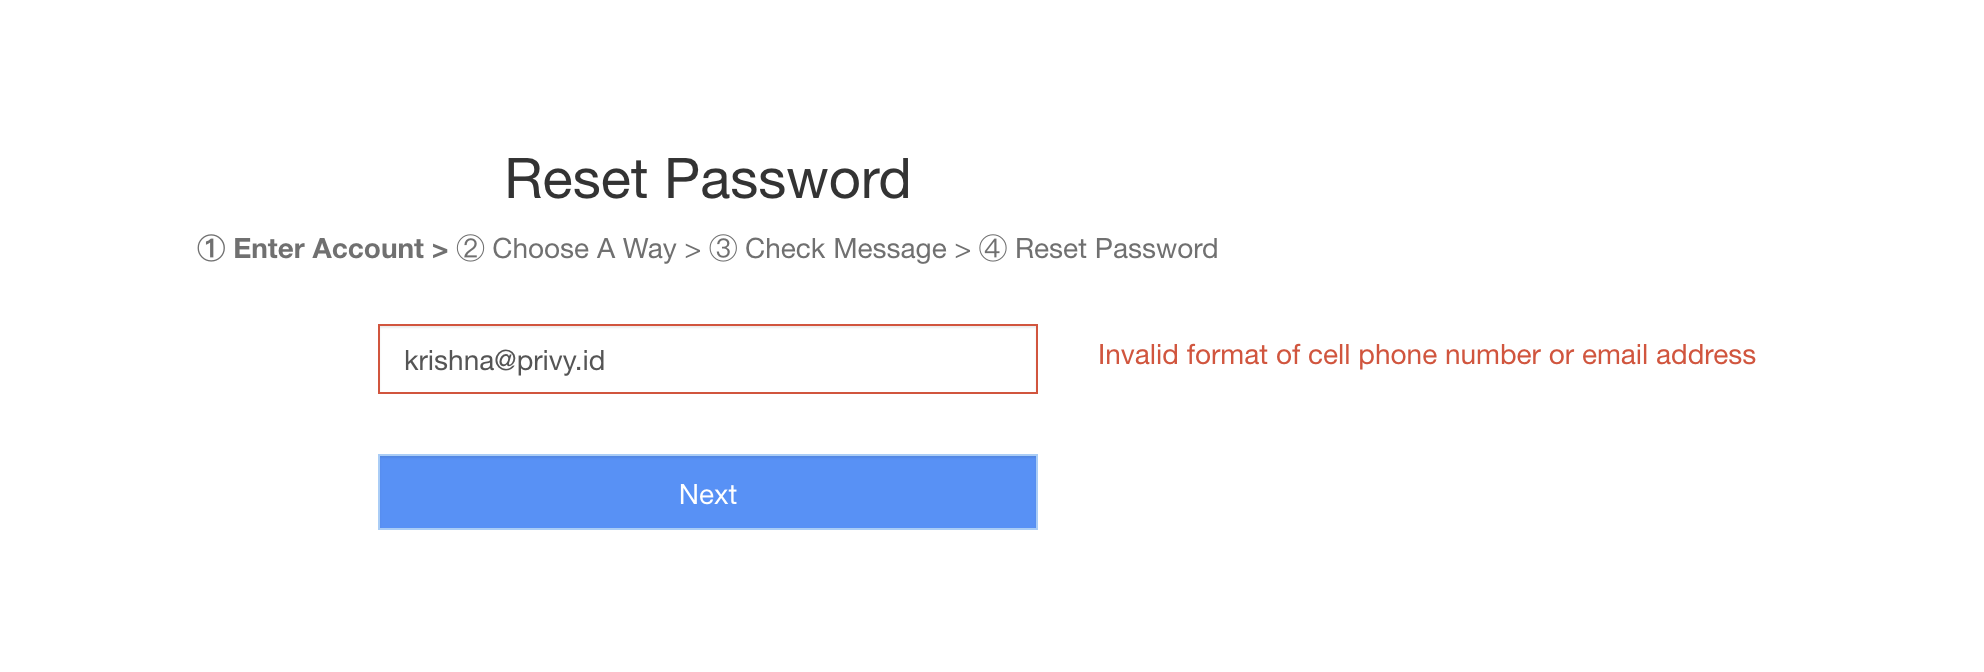 Reset Password
① Enter Account > ② Choose A Way > ③ Check Message > ④ Reset Password
krishna@privy.id
Invalid format of cell phone number or email address
Next